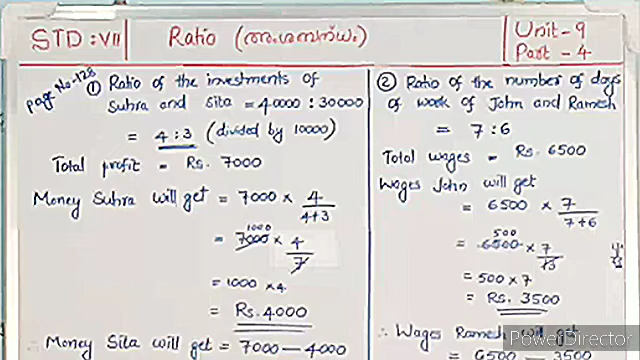 STD : VII
Ratio (അംശബന്ധം)
Unit - 9
Part - 4
Page No - 128
① Ratio of the investments of
Suhra and Sita = 40000 : 30000
= 4 : 3 (divided by 10000)
Total profit = Rs. 7000
Money Suhra will get = 7000 × 4/(4+3)
1000
= 7000 × 4/7
= 1000 × 4
= Rs. 4000
∴ Money Sita will get = 7000 — 4000
② Ratio of the number of days
of work of John and Ramesh
= 7 : 6
Total wages = Rs. 6500
Wages John will get
= 6500 × 7/(7+6)
500
= 6500 × 7/13
= 500 × 7
= Rs. 3500
∴ Wages Ramesh will get
= 6500 — 3500
PowerDirector